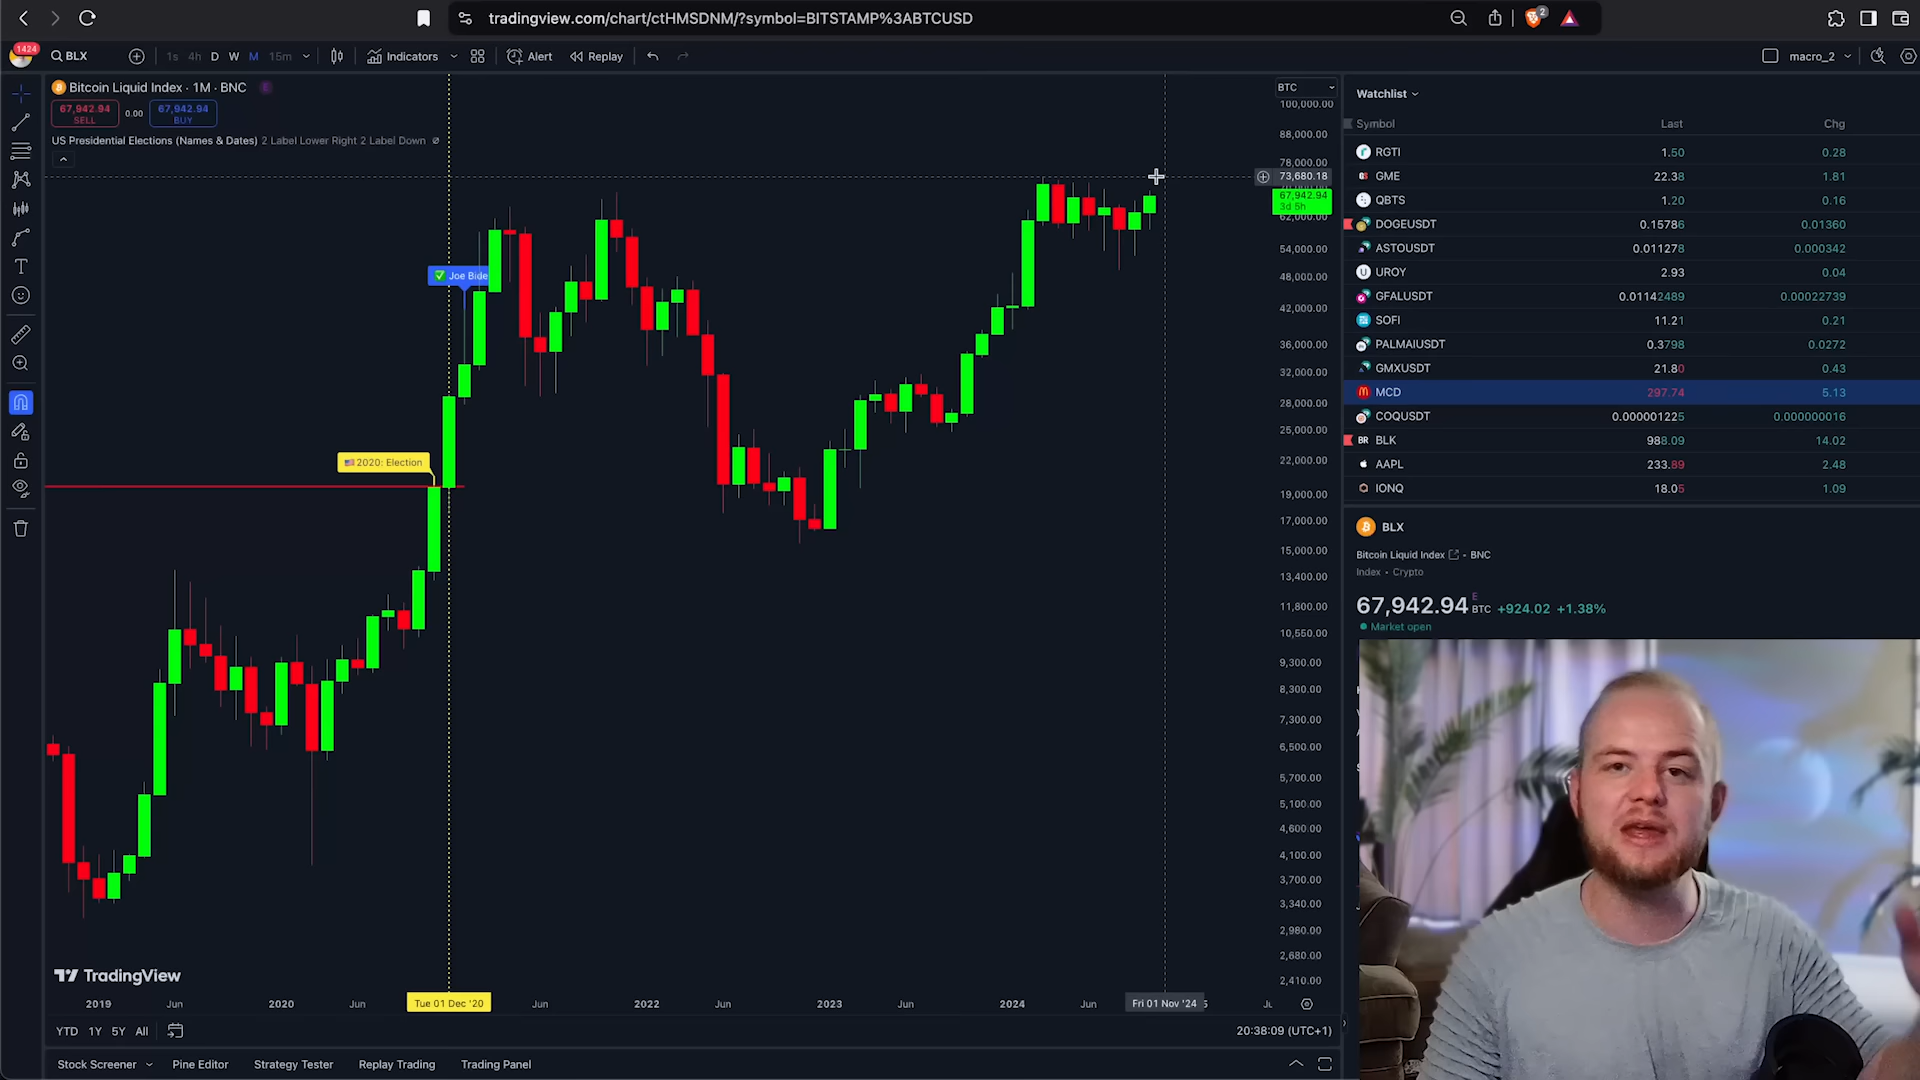 tradingview.com/chart/ctHMSDNM/?symbol=BITSTAMP%3ABTCUSD
2
1424
BLX
1s 4h D W M 15m
Indicators
Alert
Replay
macro_2
Bitcoin Liquid Index · 1M · BNC
E
67,942.94
SELL
0.00
67,942.94
BUY
US Presidential Elections (Names & Dates) 2 Label Lower Right 2 Label Down
BTC
100,000.00
88,000.00
78,000.00
73,680.18
67,942.94
3d 5h
62,000.00
54,000.00
48,000.00
42,000.00
36,000.00
32,000.00
28,000.00
25,000.00
22,000.00
19,000.00
17,000.00
15,000.00
13,400.00
11,800.00
10,550.00
9,300.00
8,300.00
7,300.00
6,500.00
5,700.00
5,100.00
4,600.00
4,100.00
3,700.00
3,340.00
2,980.00
2,680.00
2,410.00
Joe Bide
2020: Election
TradingView
2019 Jun 2020 Jun Tue 01 Dec '20 Jun 2022 Jun 2023 Jun 2024 Jun Fri 01 Nov '24
YTD 1Y 5Y All
20:38:09 (UTC+1)
Stock Screener
Pine Editor
Strategy Tester
Replay Trading
Trading Panel
Watchlist
Symbol Last Chg
RGTI 1.50 0.28
GME 22.38 1.81
QBTS 1.20 0.16
DOGEUSDT 0.15786 0.01360
ASTOUSDT 0.011278 0.000342
UROY 2.93 0.04
GFALUSDT 0.01142489 0.00022739
SOFI 11.21 0.21
PALMAIUSDT 0.3798 0.0272
GMXUSDT 21.80 0.43
MCD 297.74 5.13
COQUSDT 0.000001225 0.000000016
BR BLK 988.09 14.02
AAPL 233.89 2.48
IONQ 18.05 1.09
BLX
Bitcoin Liquid Index - BNC
Index • Crypto
67,942.94 E BTC +924.02 +1.38%
Market open